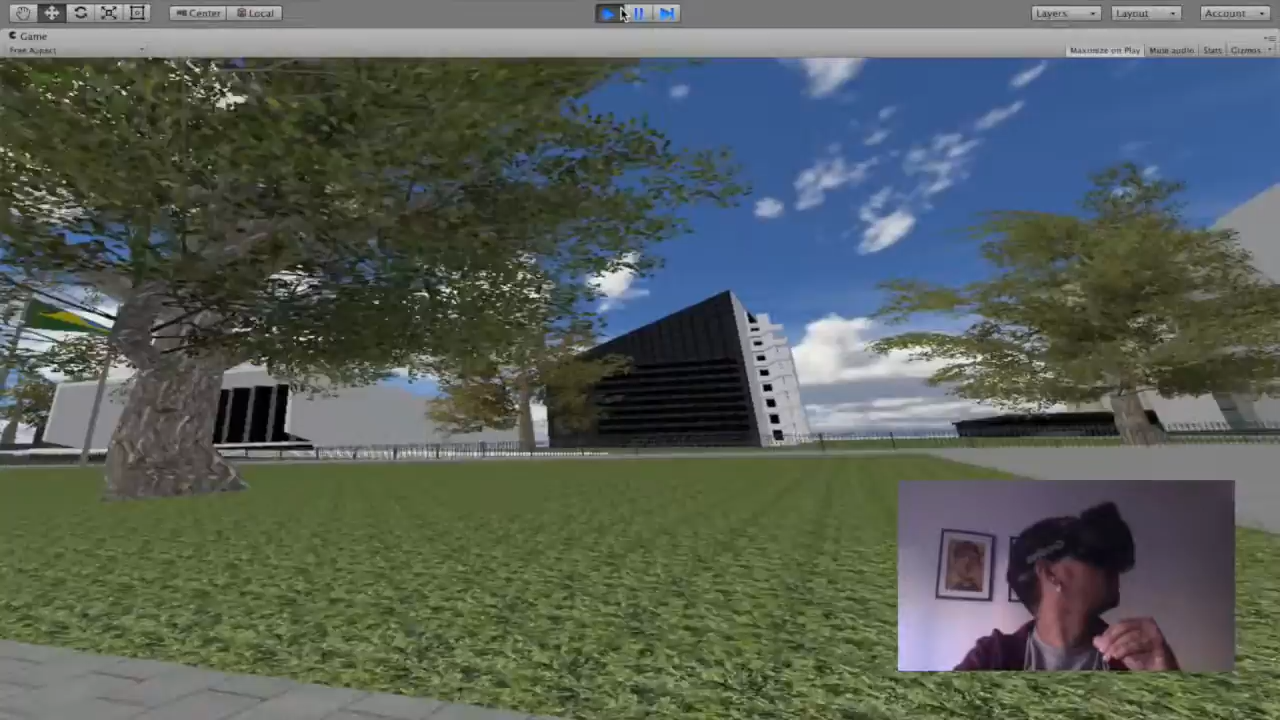 Center Local Layers Layout Account
Game
Free Aspect Maximize on Play Mute audio Stats Gizmos